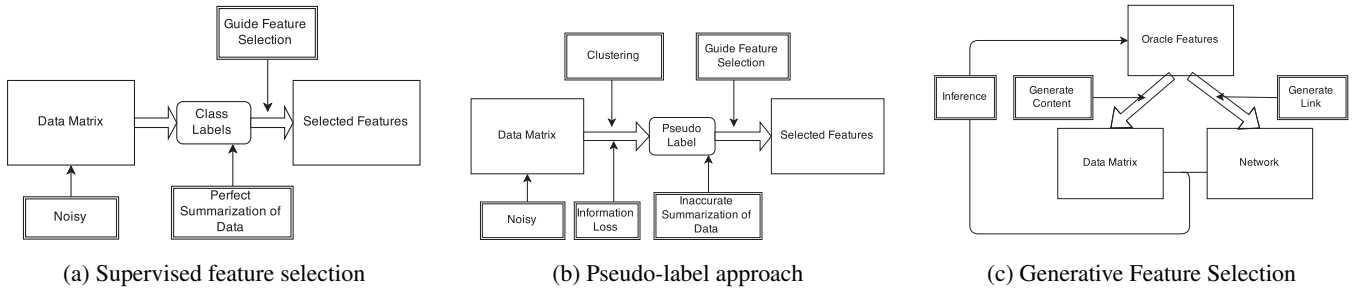 Guide Feature
Selection
Data Matrix
Class
Labels
Selected Features
Noisy
Perfect
Summarization of
Data
(a) Supervised feature selection
Clustering
Guide Feature
Selection
Data Matrix
Pseudo
Label
Selected Features
Noisy
Information
Loss
Inaccurate
Summarization of
Data
(b) Pseudo-label approach
Oracle Features
Inference
Generate
Content
Generate
Link
Data Matrix
Network
(c) Generative Feature Selection